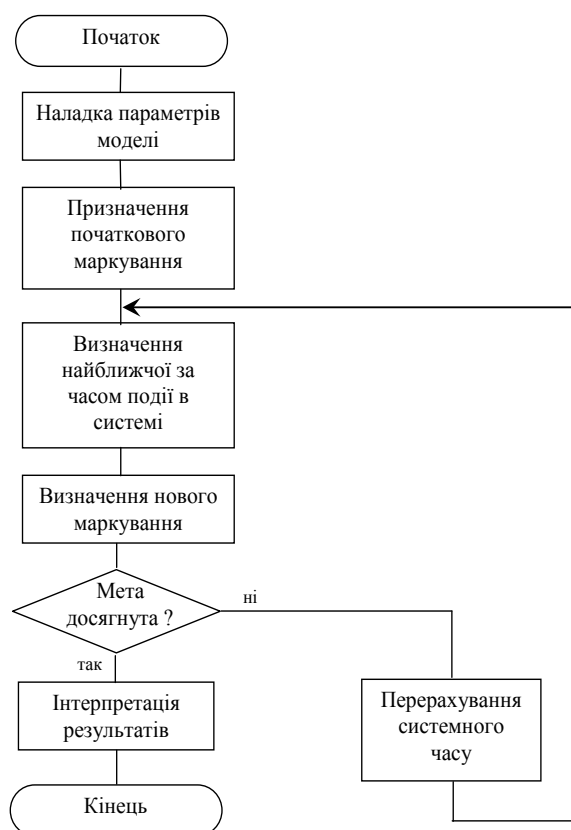 Початок
Наладка параметрів
моделі
Призначення
початкового
маркування
Визначення
найближчої за
часом події в
системі
Визначення нового
маркування
Мета
досягнута ?
ні
так
Інтерпретація
результатів
Перерахування
системного
часу
Кінець